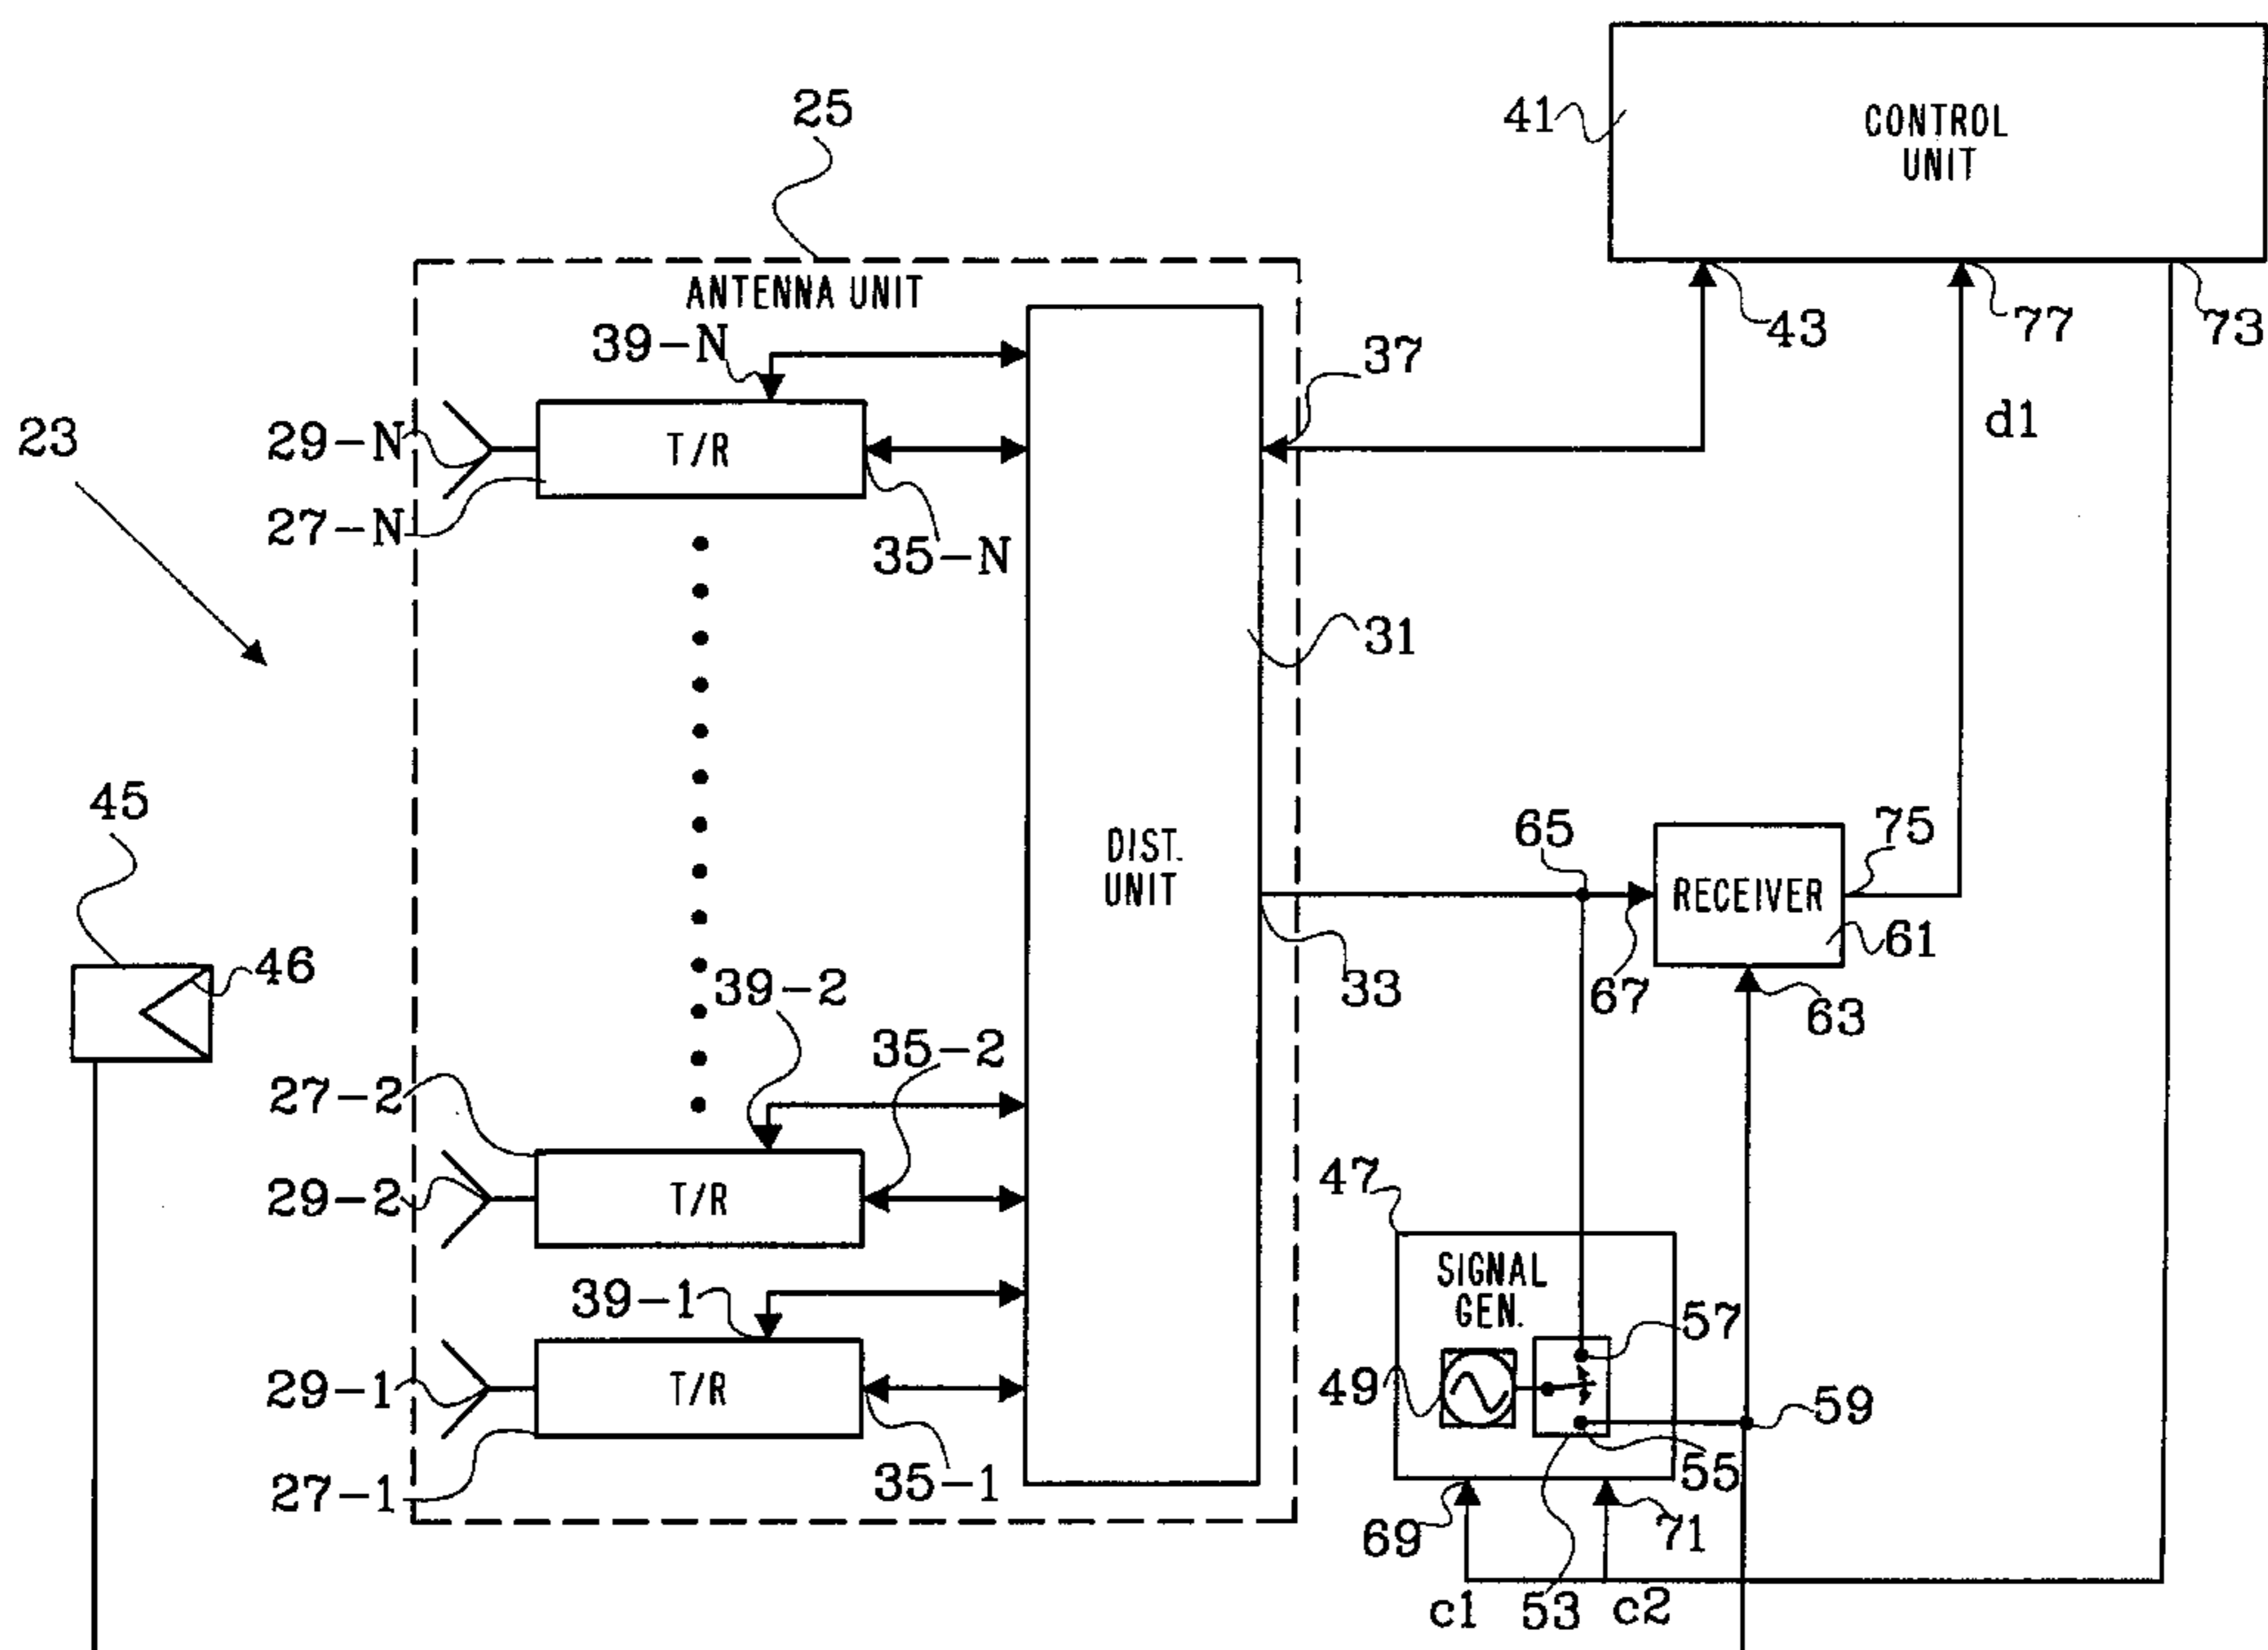 25
41
CONTROL
UNIT
ANTENNA UNIT
39-N
37
43
77
73
23
29-N
T/R
d1
27-N
35-N
31
45
65
75
DIST.
UNIT
RECEIVER
46
61
39-2
33
67
63
35-2
27-2
47
29-2
T/R
SIGNAL
GEN.
39-1
57
29-1
T/R
49
59
55
27-1
35-1
69
71
c1
53
c2